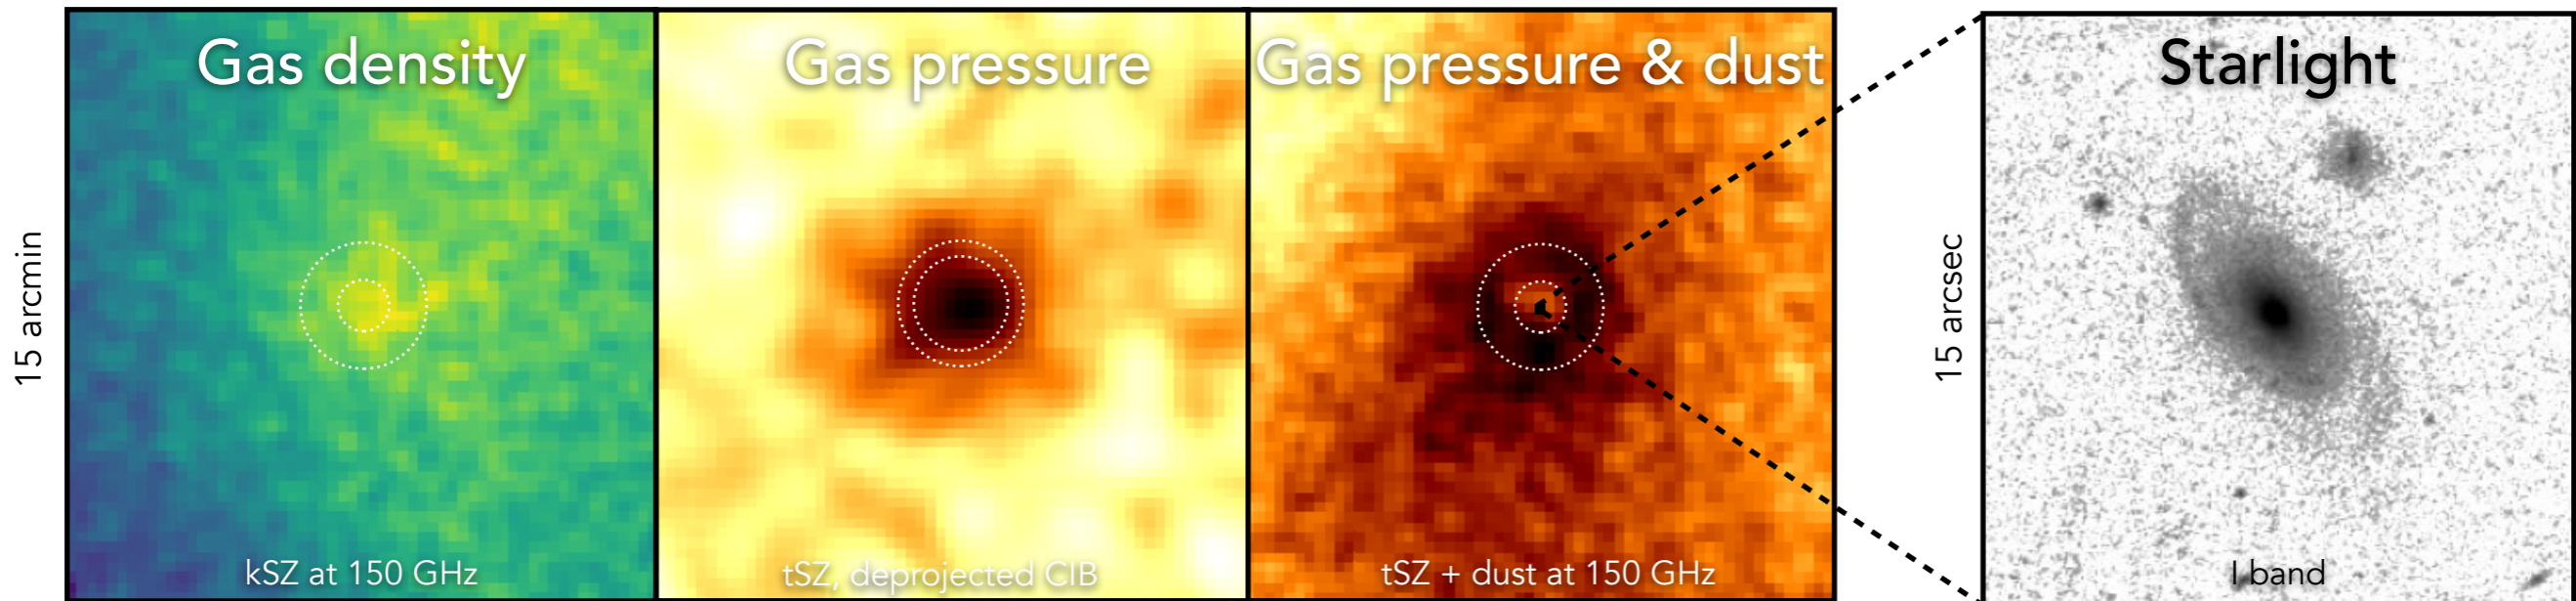 Gas density
Gas pressure
Gas pressure & dust
Starlight
15 arcmin
15 arcsec
kSZ at 150 GHz
tSZ, deprojected CIB
tSZ + dust at 150 GHz
I band